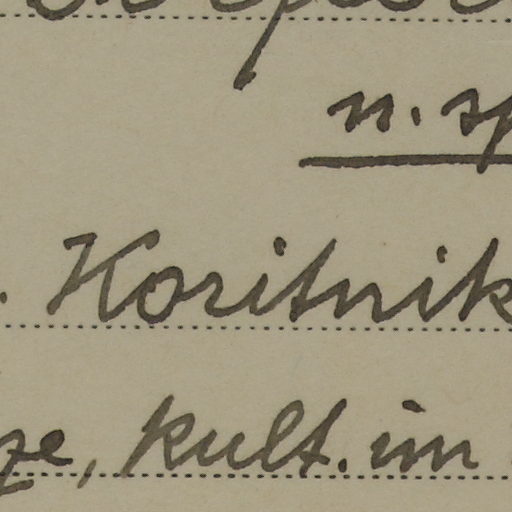 n. sp
. Koritnik
ze, kult. im